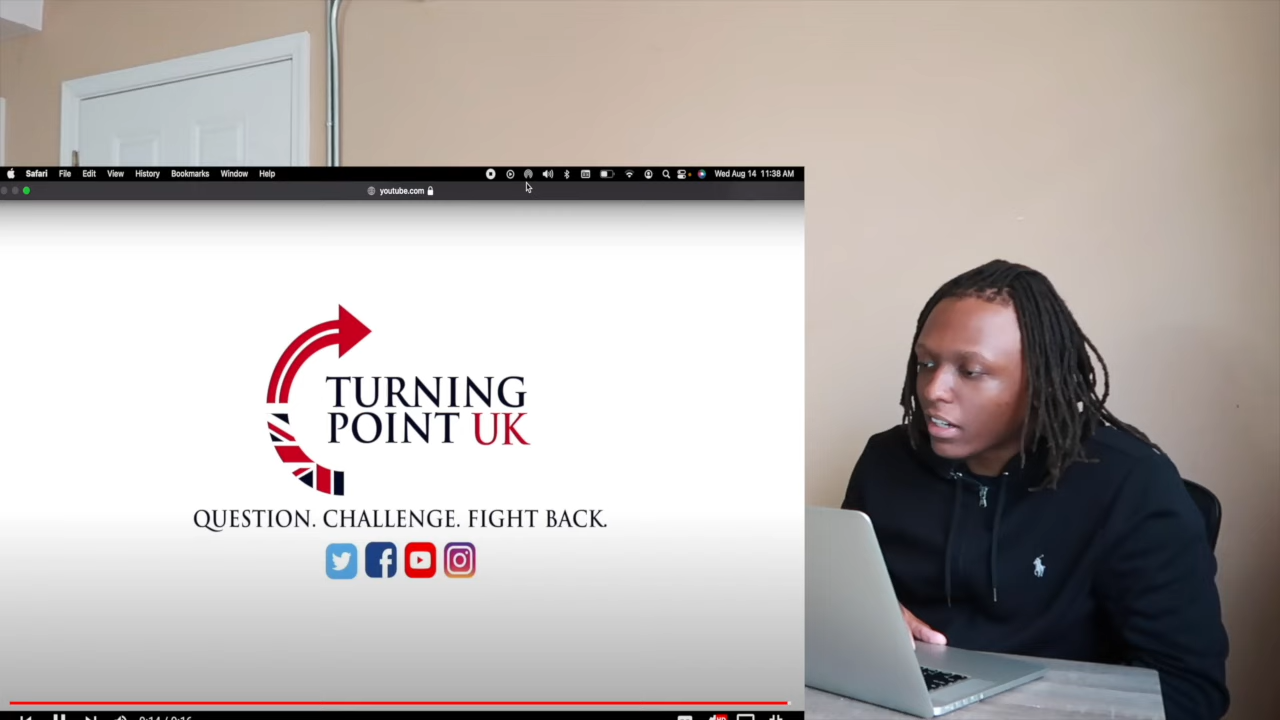 Safari File Edit View History Bookmarks Window Help Wed Aug 14 11:38 AM
youtube.com
TURNING
POINT UK
QUESTION. CHALLENGE. FIGHT BACK.